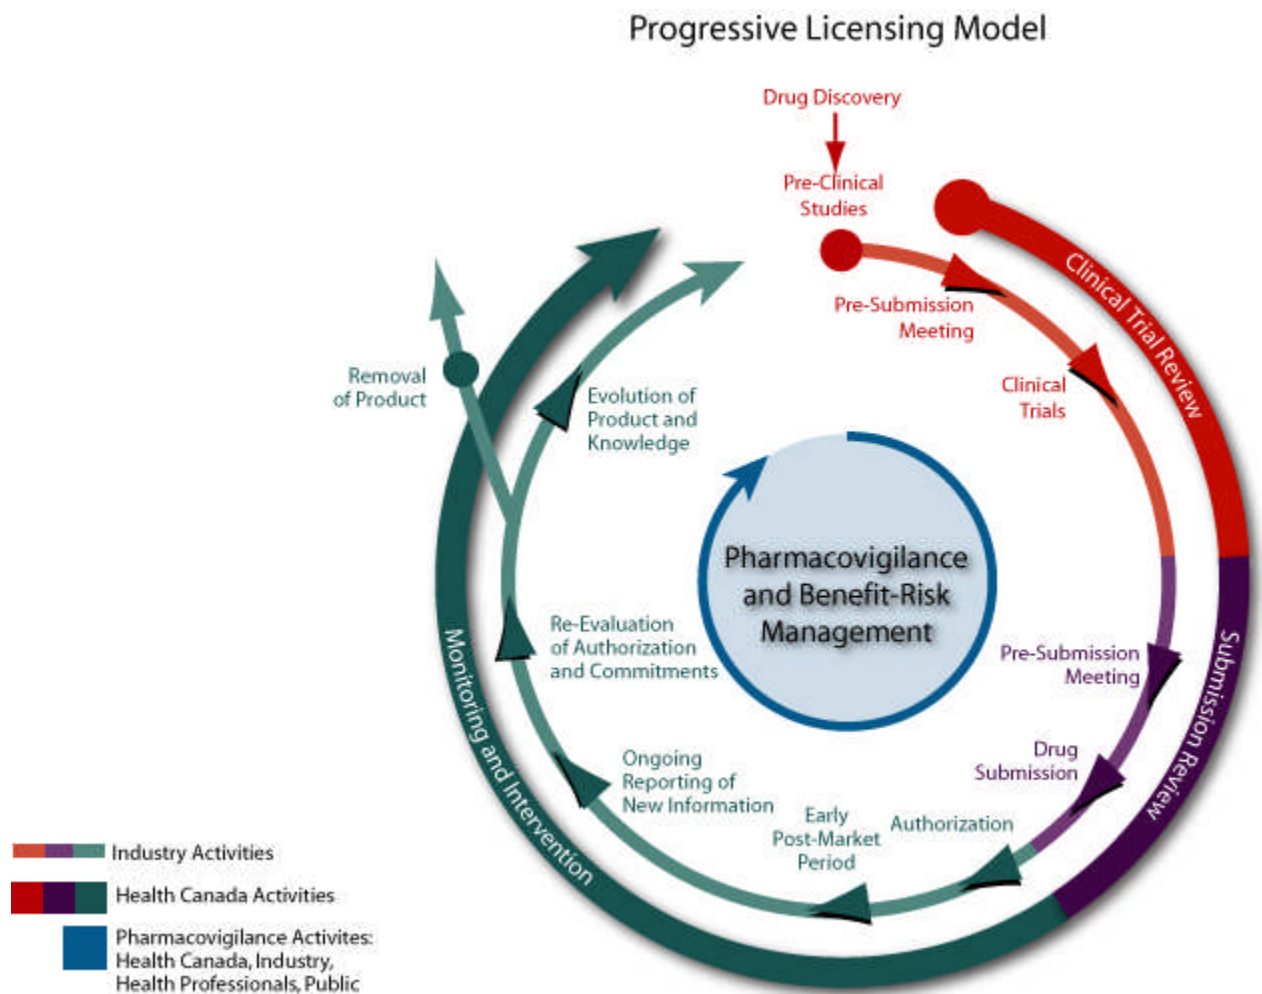 Progressive Licensing Model
Drug Discovery
Pre-Clinical
Studies
Clinical Trial Review
Pre-Submission
Meeting
Clinical
Trials
Removal
of Product
Evolution of
Product and
Knowledge
Pharmacovigilance
and Benefit-Risk
Management
Re-Evaluation
of Authorization
and Commitments
Pre-Submission
Meeting
Submission Review
Monitoring and Intervention
Drug
Submission
Ongoing
Reporting of
New Information
Early
Post-Market
Period
Authorization
Industry Activities
Health Canada Activities
Pharmacovigilance Activites:
Health Canada, Industry,
Health Professionals, Public